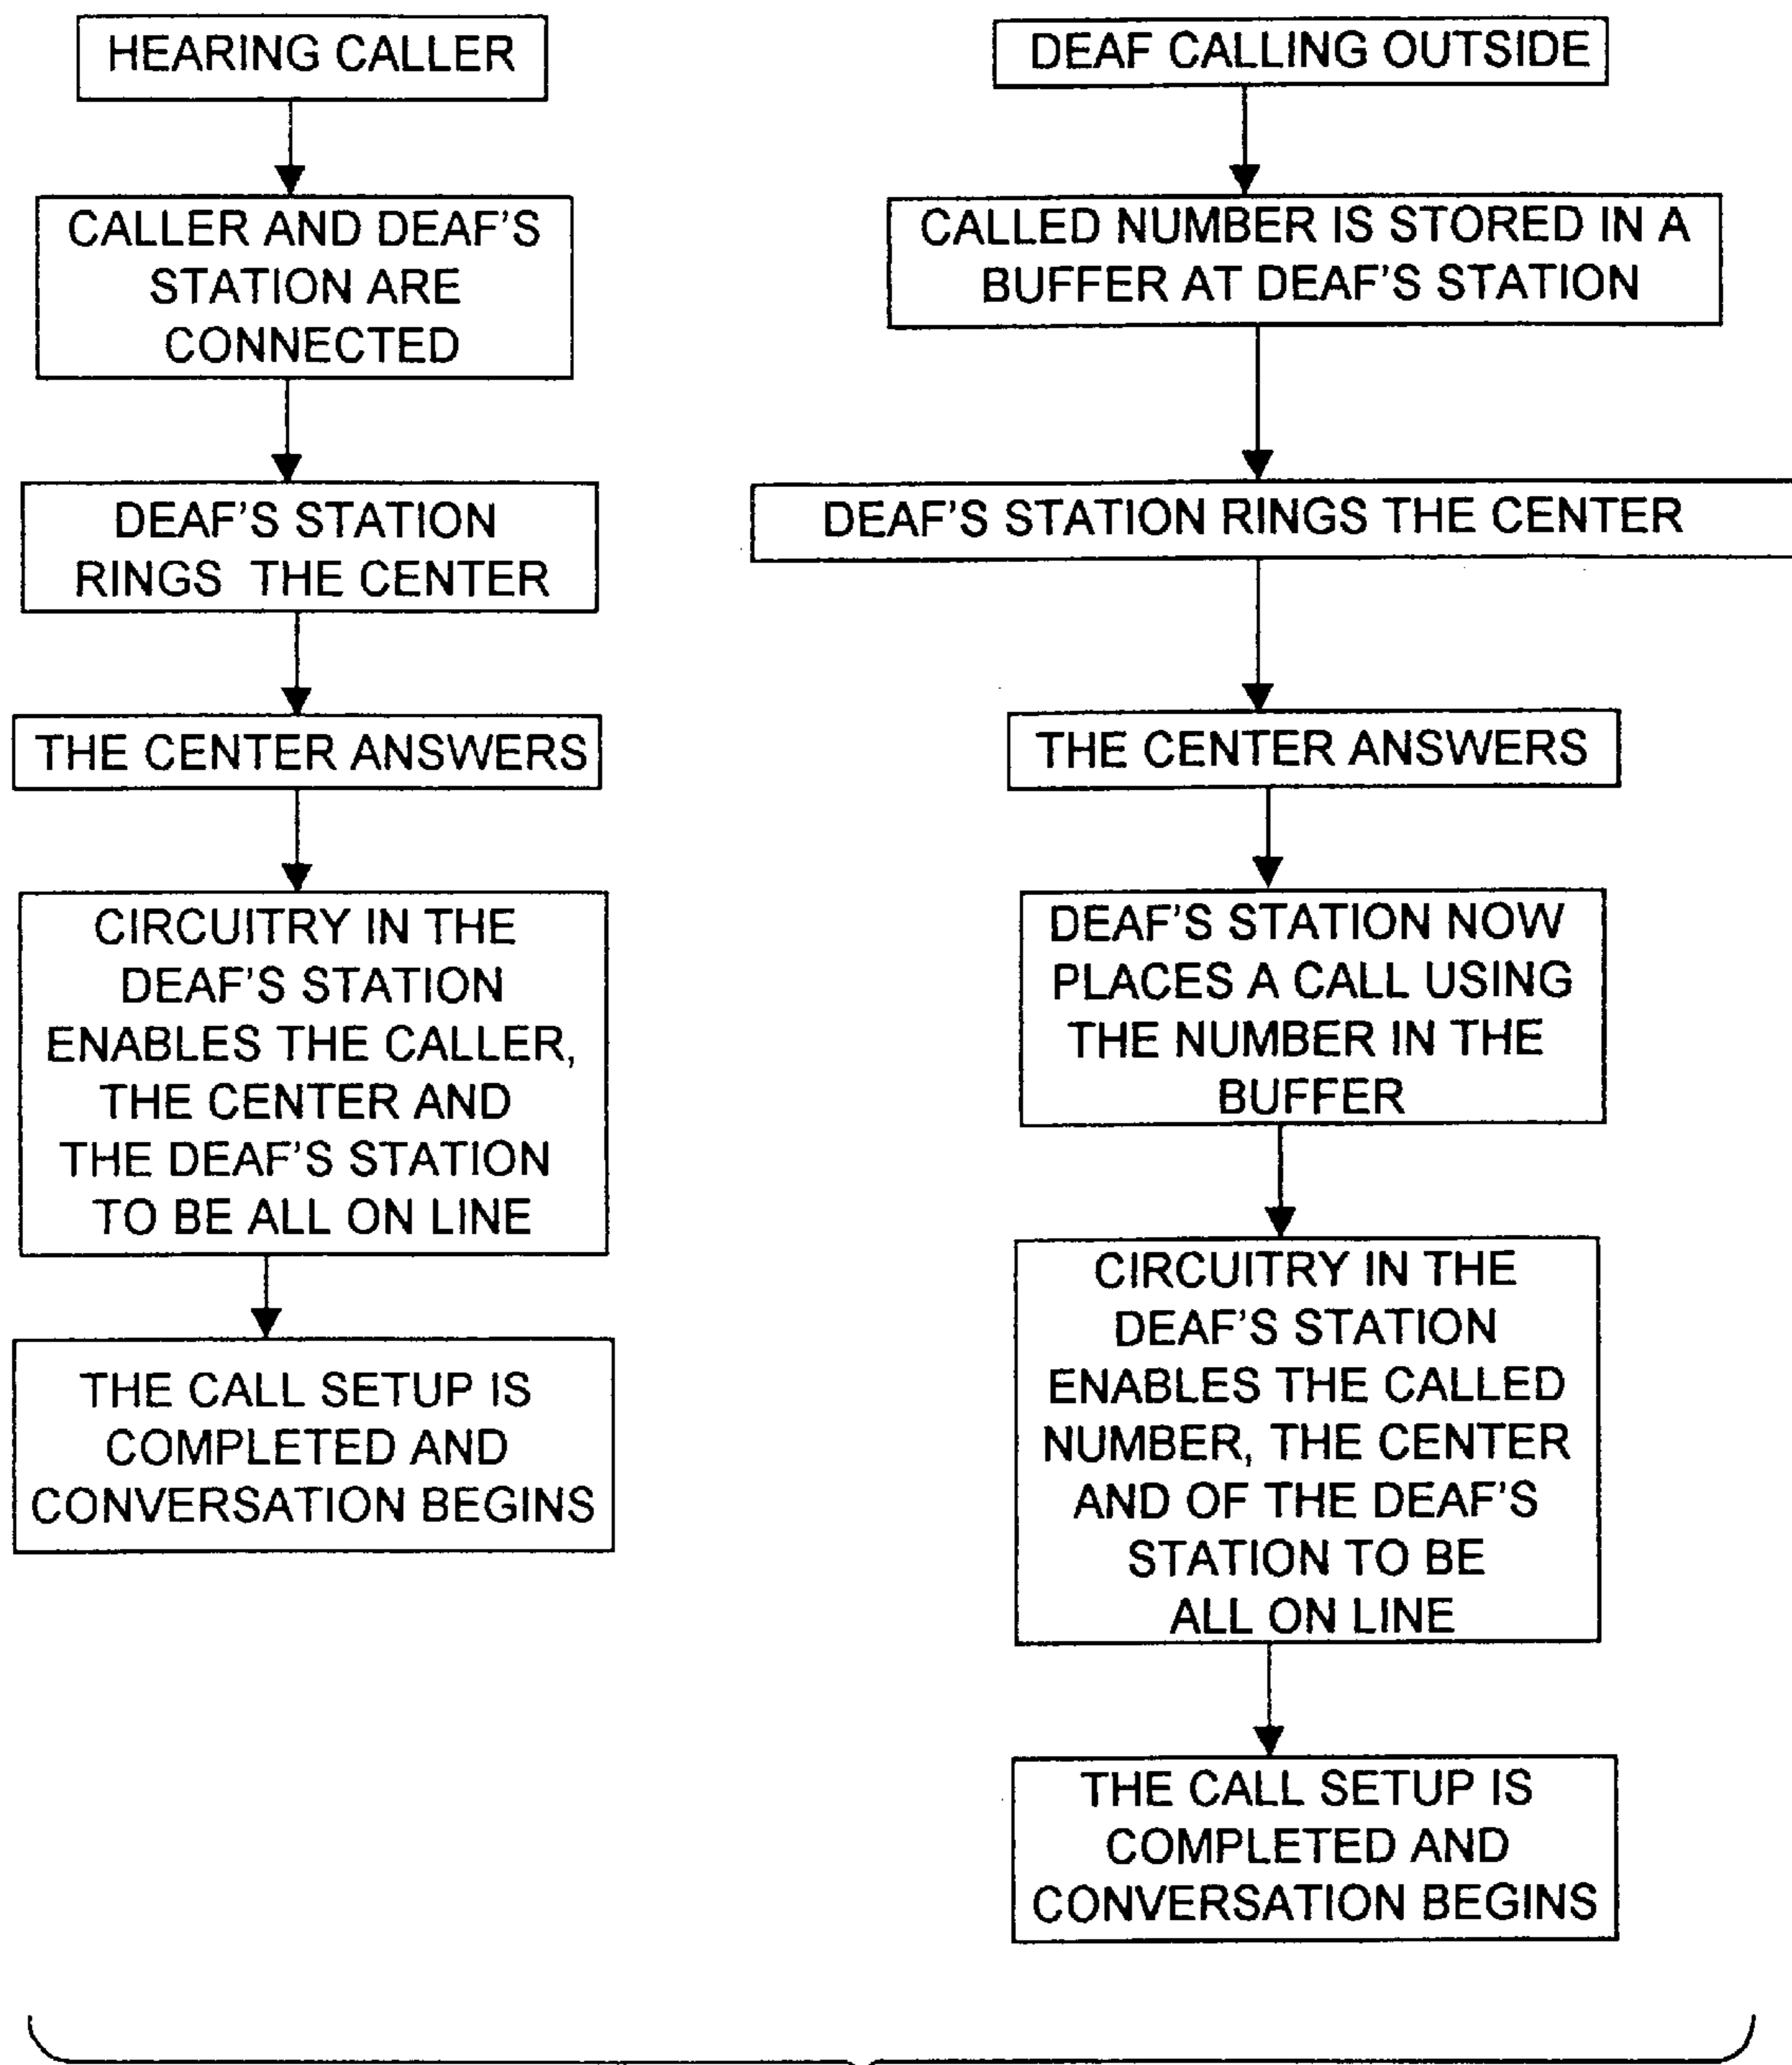 HEARING CALLER
CALLER AND DEAF'S
STATION ARE
CONNECTED
DEAF'S STATION
RINGS THE CENTER
THE CENTER ANSWERS
CIRCUITRY IN THE
DEAF'S STATION
ENABLES THE CALLER,
THE CENTER AND
THE DEAF'S STATION
TO BE ALL ON LINE
THE CALL SETUP IS
COMPLETED AND
CONVERSATION BEGINS
DEAF CALLING OUTSIDE
CALLED NUMBER IS STORED IN A
BUFFER AT DEAF'S STATION
DEAF'S STATION RINGS THE CENTER
THE CENTER ANSWERS
DEAF'S STATION NOW
PLACES A CALL USING
THE NUMBER IN THE
BUFFER
CIRCUITRY IN THE
DEAF'S STATION
ENABLES THE CALLED
NUMBER, THE CENTER
AND OF THE DEAF'S
STATION TO BE
ALL ON LINE
THE CALL SETUP IS
COMPLETED AND
CONVERSATION BEGINS